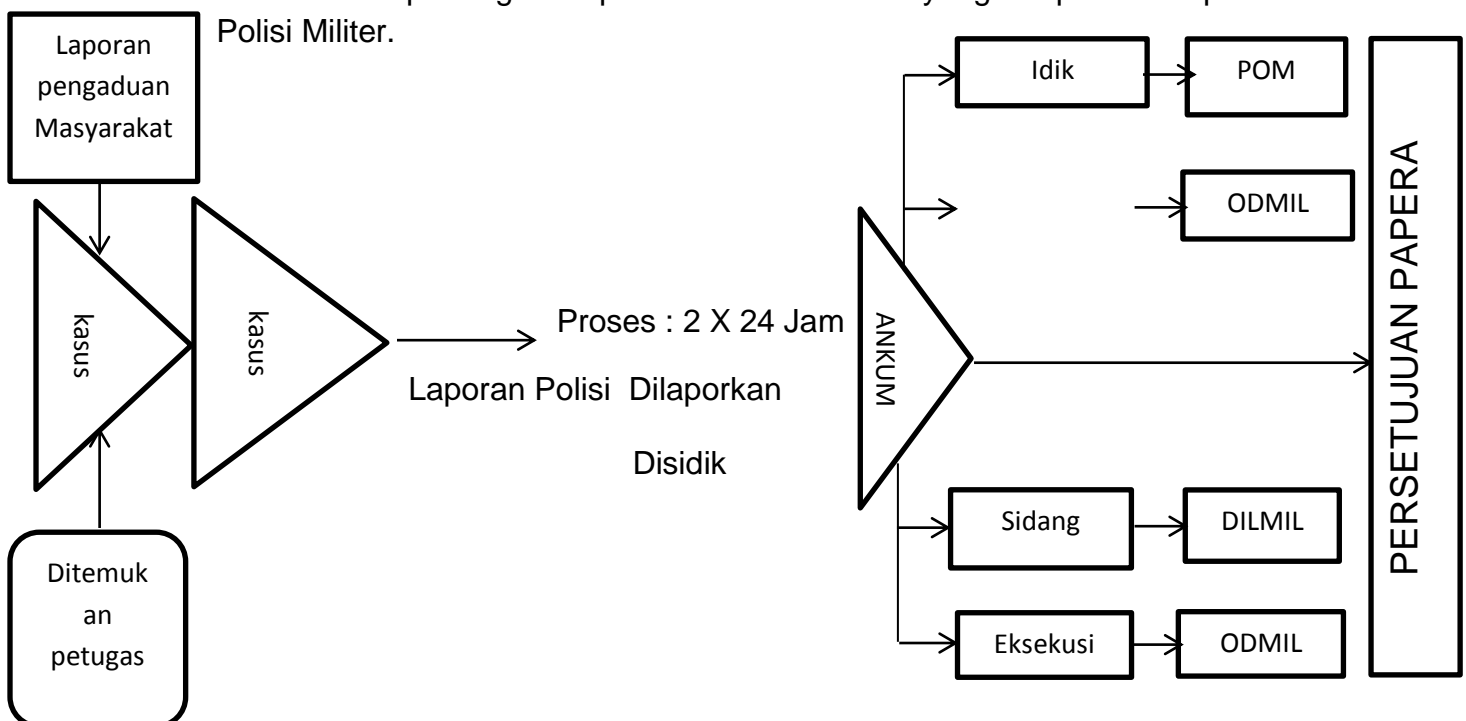 Polisi Militer.
Laporan
pengaduan
Masyarakat
kasus
kasus
Ditemuk
an
petugas
Proses : 2 X 24 Jam
Laporan Polisi Dilaporkan
Disidik
ANKUM
Idik
POM
ODMIL
Sidang
DILMIL
Eksekusi
ODMIL
PERSETUJUAN PAPERA